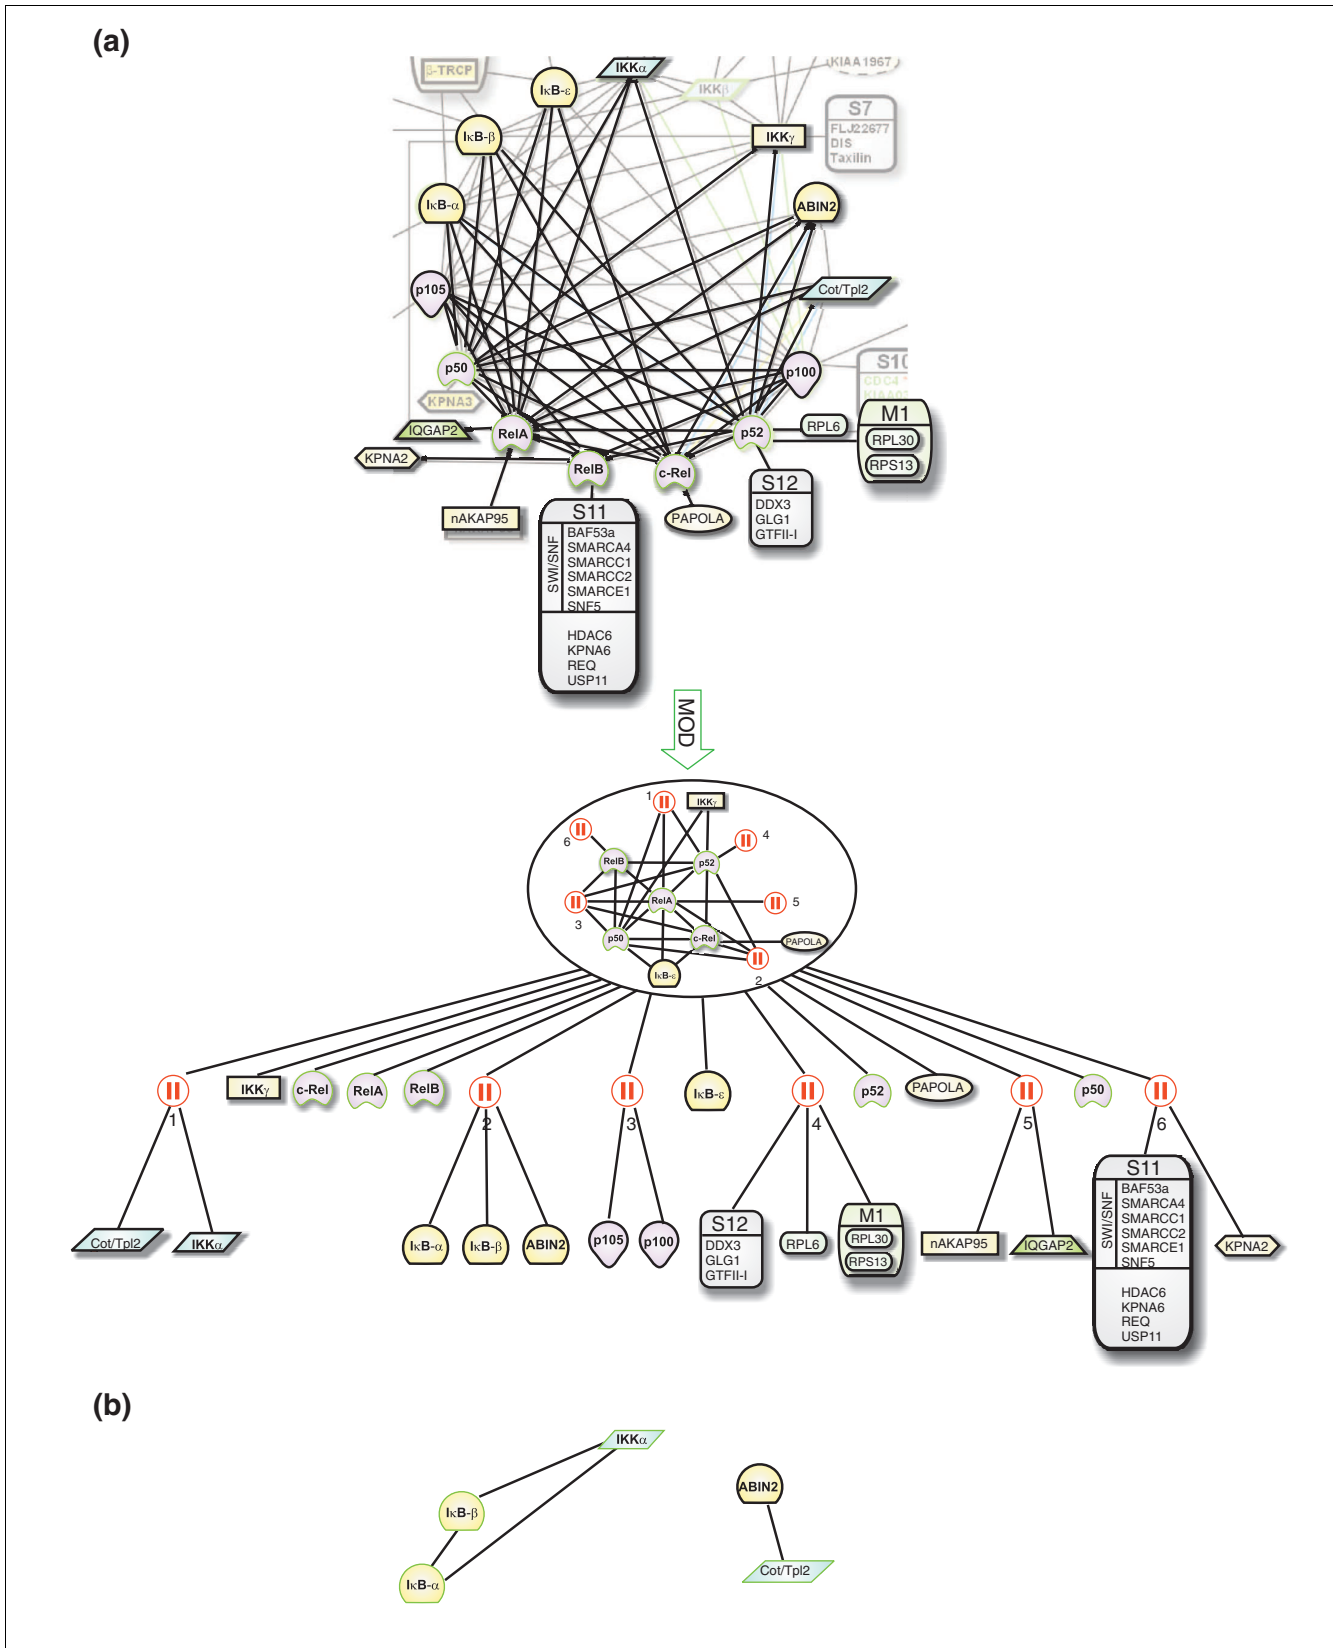 (a)
β-TRCP
IκB-ε
IKKα
IKKβ
KIAA1967
S7
FLJ22677
DIS
Taxilin
IκB-β
IKKγ
IκB-α
ABIN2
p105
Cot/Tpl2
p50
p100
S10
CDC4
KPNA3
IQGAP2
RelA
p52
RPL6
M1
RPL30
RPS13
KPNA2
RelB
c-Rel
S12
DDX3
GLG1
GTFII-I
nAKAP95
PAPOLA
S11
SWI/SNF
BAF53a
SMARCA4
SMARCC1
SMARCC2
SMARCE1
SNF5
HDAC6
KPNA6
REQ
USP11
MOD
1
IKKγ
6
4
RelB
p52
RelA
5
3
p50
c-Rel
PAPOLA
IκB-ε
2
IKKγ
c-Rel
RelA
RelB
IκB-ε
p52
PAPOLA
p50
1
2
3
4
5
6
Cot/Tpl2
IKKα
IκB-α
IκB-β
ABIN2
p105
p100
S12
DDX3
GLG1
GTFII-I
RPL6
M1
RPL30
RPS13
nAKAP95
IQGAP2
S11
SWI/SNF
BAF53a
SMARCA4
SMARCC1
SMARCC2
SMARCE1
SNF5
HDAC6
KPNA6
REQ
USP11
KPNA2
(b)
IKKα
IκB-β
IκB-α
ABIN2
Cot/Tpl2